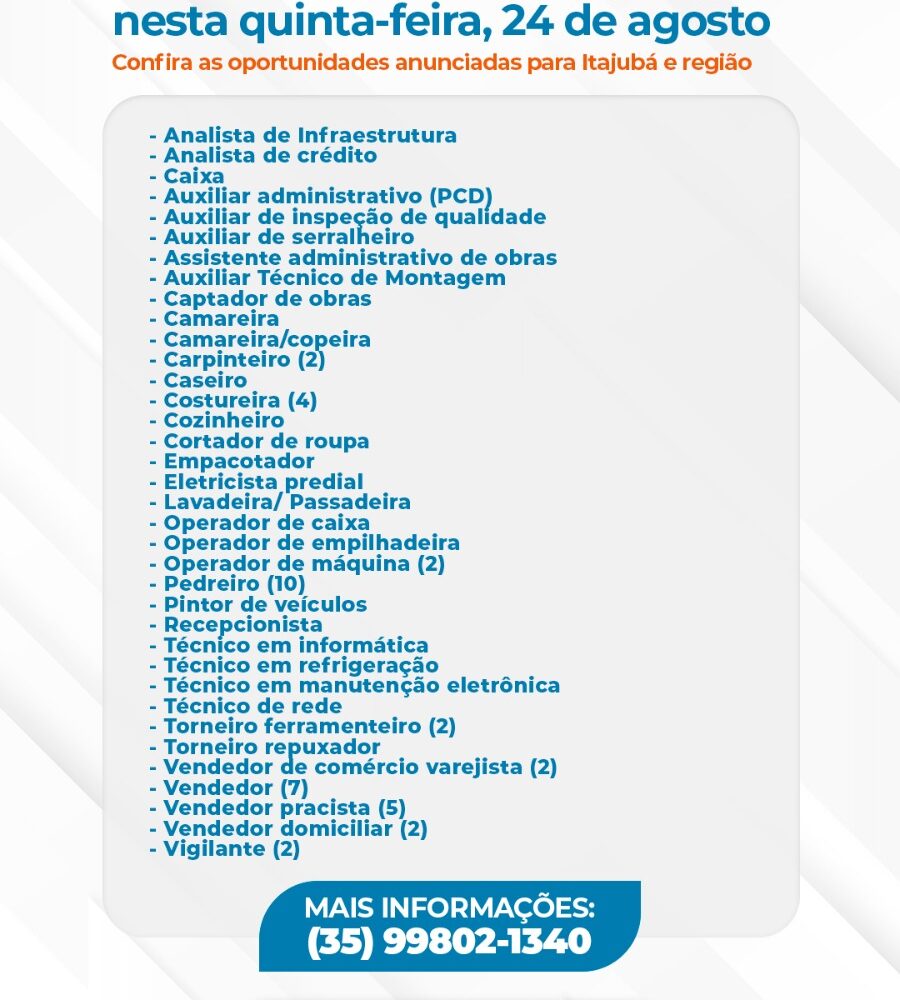 nesta quinta-feira, 24 de agosto
Confira as oportunidades anunciadas para Itajubá e região
- Analista de Infraestrutura
- Analista de crédito
- Caixa
- Auxiliar administrativo (PCD)
- Auxiliar de inspeção de qualidade
- Auxiliar de serralheiro
- Assistente administrativo de obras
- Auxiliar Técnico de Montagem
- Captador de obras
- Camareira
- Camareira/copeira
- Carpinteiro (2)
- Caseiro
- Costureira (4)
- Cozinheiro
- Cortador de roupa
- Empacotador
- Eletricista predial
- Lavadeira/ Passadeira
- Operador de caixa
- Operador de empilhadeira
- Operador de máquina (2)
- Pedreiro (10)
- Pintor de veículos
- Recepcionista
- Técnico em informática
- Técnico em refrigeração
- Técnico em manutenção eletrônica
- Técnico de rede
- Torneiro ferramenteiro (2)
- Torneiro repuxador
- Vendedor de comércio varejista (2)
- Vendedor (7)
- Vendedor pracista (5)
- Vendedor domiciliar (2)
- Vigilante (2)
MAIS INFORMAÇÕES:
(35) 99802-1340